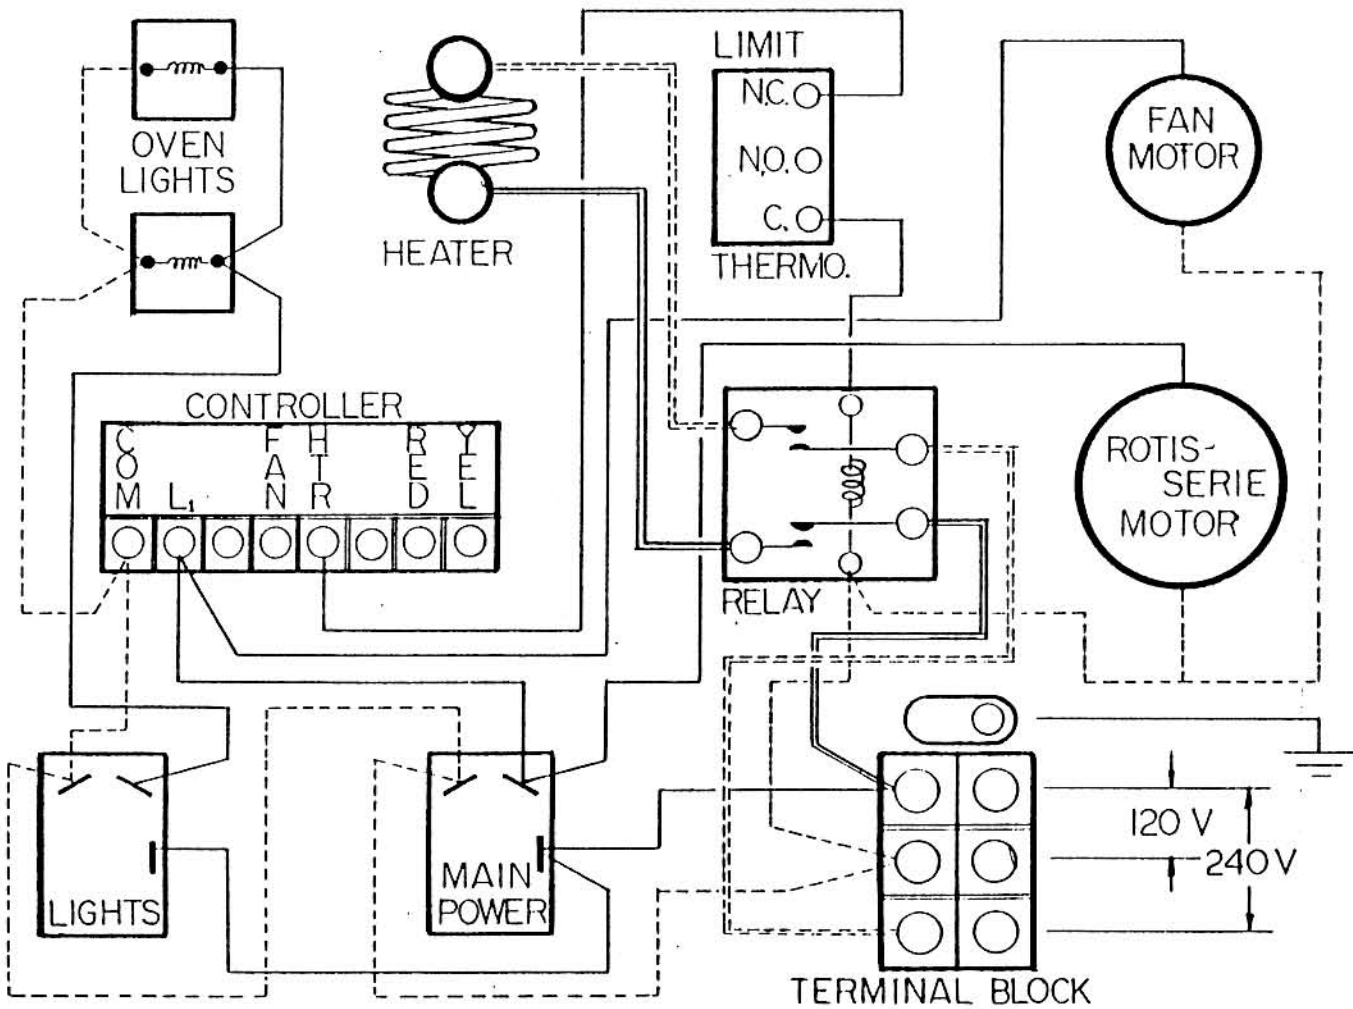 OVEN
LIGHTS
HEATER
LIMIT
N.C.
N.O.
C.
THERMO.
FAN
MOTOR
CONTROLLER
COM
L1
FAN
HTR
RED
YEL
RELAY
ROTIS-
SERIE
MOTOR
LIGHTS
MAIN
POWER
120 V
240 V
TERMINAL BLOCK